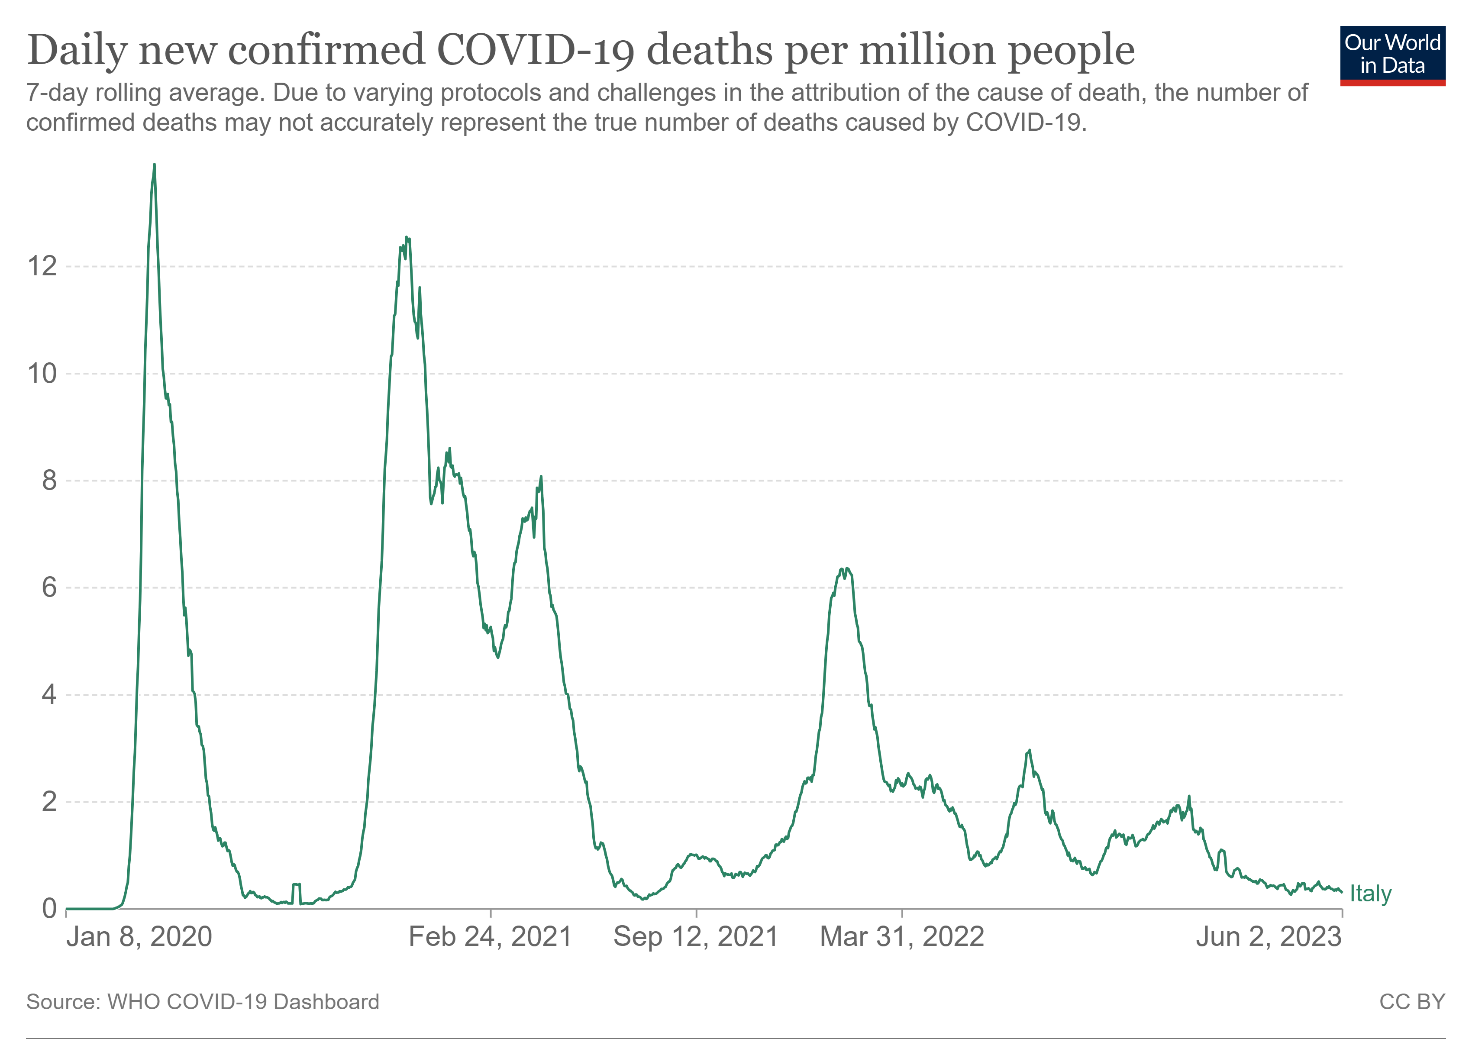 Daily new confirmed COVID-19 deaths per million people
Our World
in Data
7-day rolling average. Due to varying protocols and challenges in the attribution of the cause of death, the number of
confirmed deaths may not accurately represent the true number of deaths caused by COVID-19.
12
10
8
6
4
2
0
Italy
Jan 8, 2020
Feb 24, 2021
Sep 12, 2021
Mar 31, 2022
Jun 2, 2023
Source: WHO COVID-19 Dashboard
CC BY